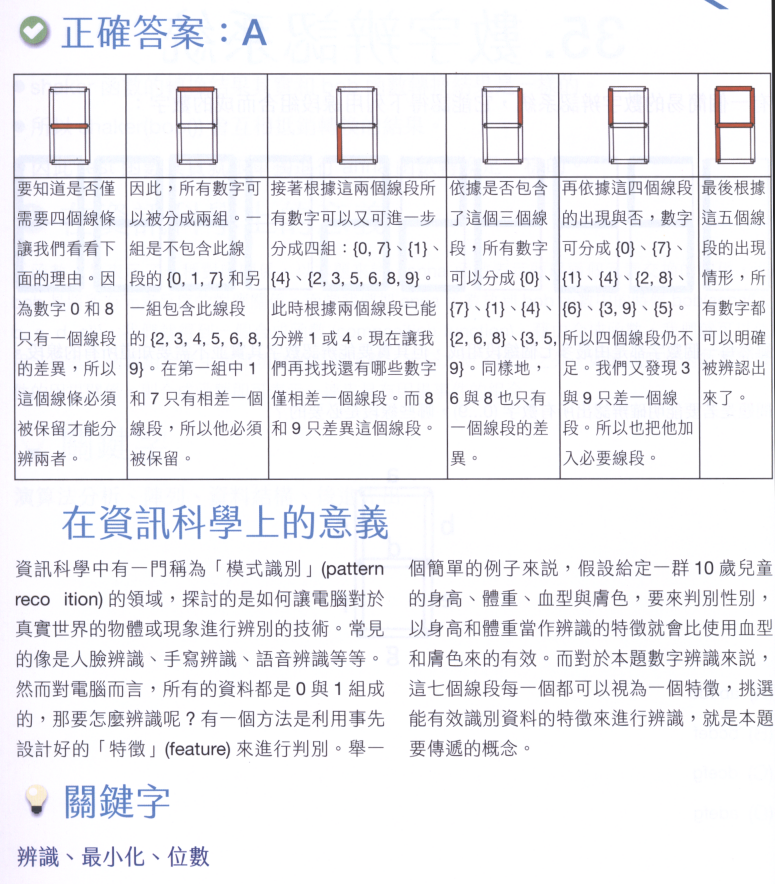 正確答案：A
要知道是否僅
需要四個線條
讓我們看看下
面的理由。因
為數字 0 和 8
只有一個線段
的差異，所以
這個線條必須
被保留才能分
辨兩者。
因此，所有數字可
以被分成兩組。一
組是不包含此線
段的 {0, 1, 7} 和另
一組包含此線段
的 {2, 3, 4, 5, 6, 8,
9}。在第一組中 1
和 7 只有相差一個
線段，所以他必須
被保留。
接著根據這兩個線段所
有數字可以又可進一步
分成四組：{0, 7}、{1}、
{4}、{2, 3, 5, 6, 8, 9}。
此時根據兩個線段已能
分辨 1 或 4。現在讓我
們再找找還有哪些數字
僅相差一個線段。而 8
和 9 只差異這個線段。
依據是否包含
了這個三個線
段，所有數字
可以分成 {0}、
{7}、{1}、{4}、
{2, 6, 8}、{3, 5,
9}。同樣地，
6 與 8 也只有
一個線段的差
異。
再依據這四個線段
的出現與否，數字
可分成 {0}、{7}、
{1}、{4}、{2, 8}、
{6}、{3, 9}、{5}。
所以四個線段仍不
足。我們又發現 3
與 9 只差一個線
段。所以也把他加
入必要線段。
最後根據
這五個線
段的出現
情形，所
有數字都
可以明確
被辨認出
來了。
在資訊科學上的意義
資訊科學中有一門稱為「模式識別」(pattern
reco ition) 的領域，探討的是如何讓電腦對於
真實世界的物體或現象進行辨別的技術。常見
的像是人臉辨識、手寫辨識、語音辨識等等。
然而對電腦而言，所有的資料都是 0 與 1 組成
的，那要怎麼辨識呢？有一個方法是利用事先
設計好的「特徵」(feature) 來進行判別。舉一
個簡單的例子來說，假設給定一群 10 歲兒童
的身高、體重、血型與膚色，要來判別性別，
以身高和體重當作辨識的特徵就會比使用血型
和膚色來的有效。而對於本題數字辨識來說，
這七個線段每一個都可以視為一個特徵，挑選
能有效識別資料的特徵來進行辨識，就是本題
要傳遞的概念。
關鍵字
辨識、最小化、位數